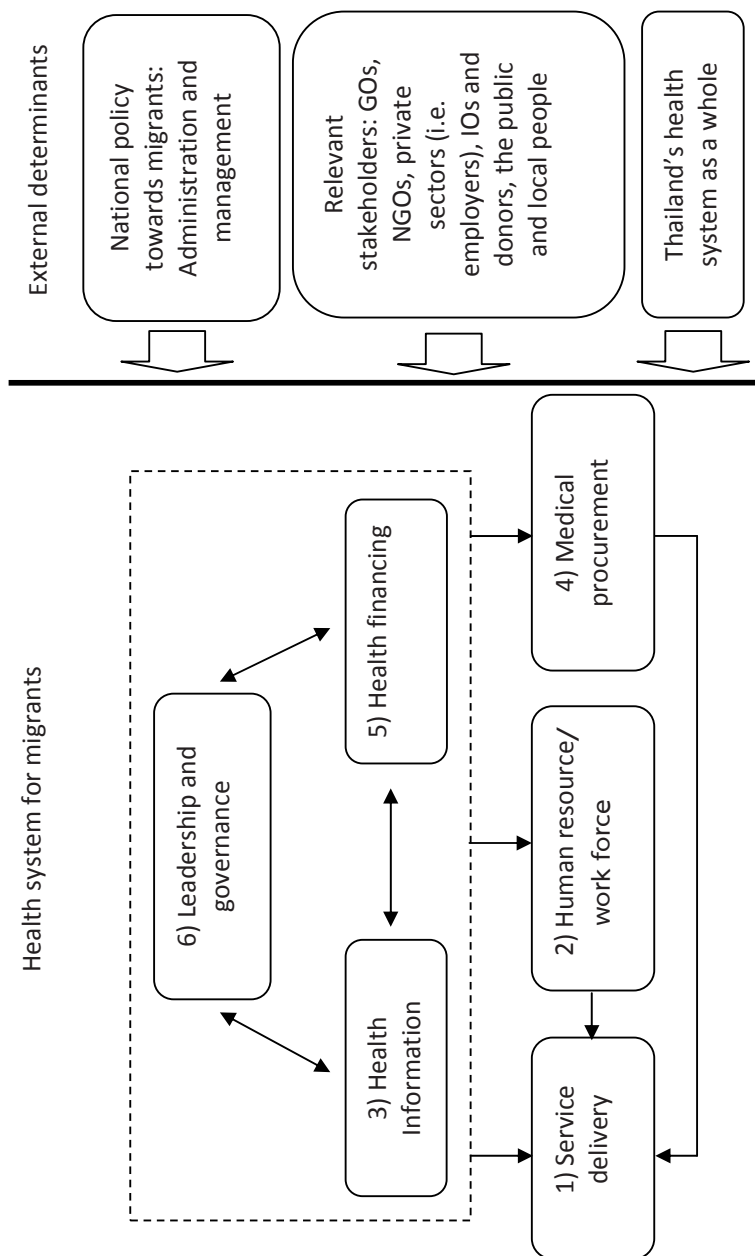 Health system for migrants
External determinants
6) Leadership and
governance
3) Health
Information
5) Health financing
1) Service
delivery
2) Human resource/
work force
4) Medical
procurement
National policy
towards migrants:
Administration and
management
Relevant
stakeholders: GOs,
NGOs, private
sectors (i.e.
employers), IOs and
donors, the public
and local people
Thailand’s health
system as a whole